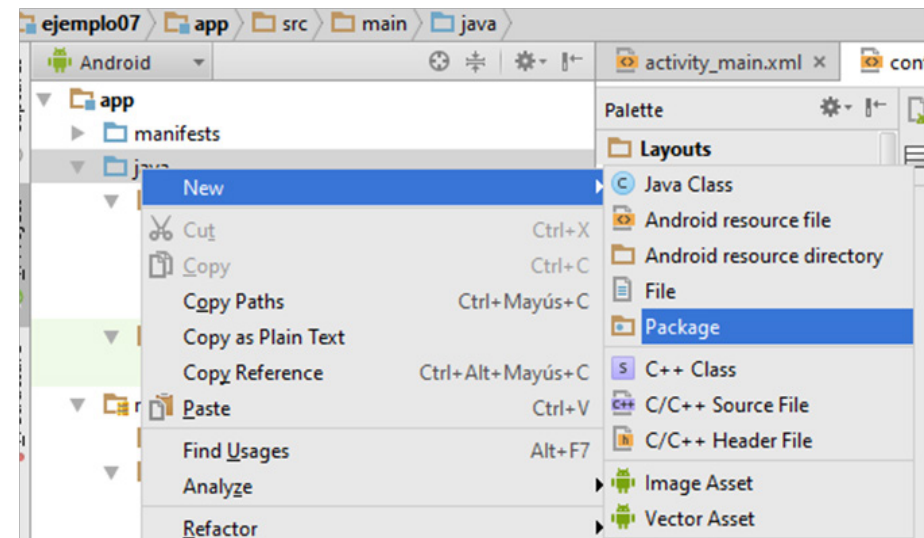 ejemplo07 app src main java
Android
activity_main.xml
con
app
manifests
java
Palette
Layouts
New
Cut Ctrl+X
Copy Ctrl+C
Copy Paths Ctrl+Mayús+C
Copy as Plain Text
Copy Reference Ctrl+Alt+Mayús+C
Paste Ctrl+V
Find Usages Alt+F7
Analyze
Refactor
Java Class
Android resource file
Android resource directory
File
Package
C++ Class
C/C++ Source File
C/C++ Header File
Image Asset
Vector Asset